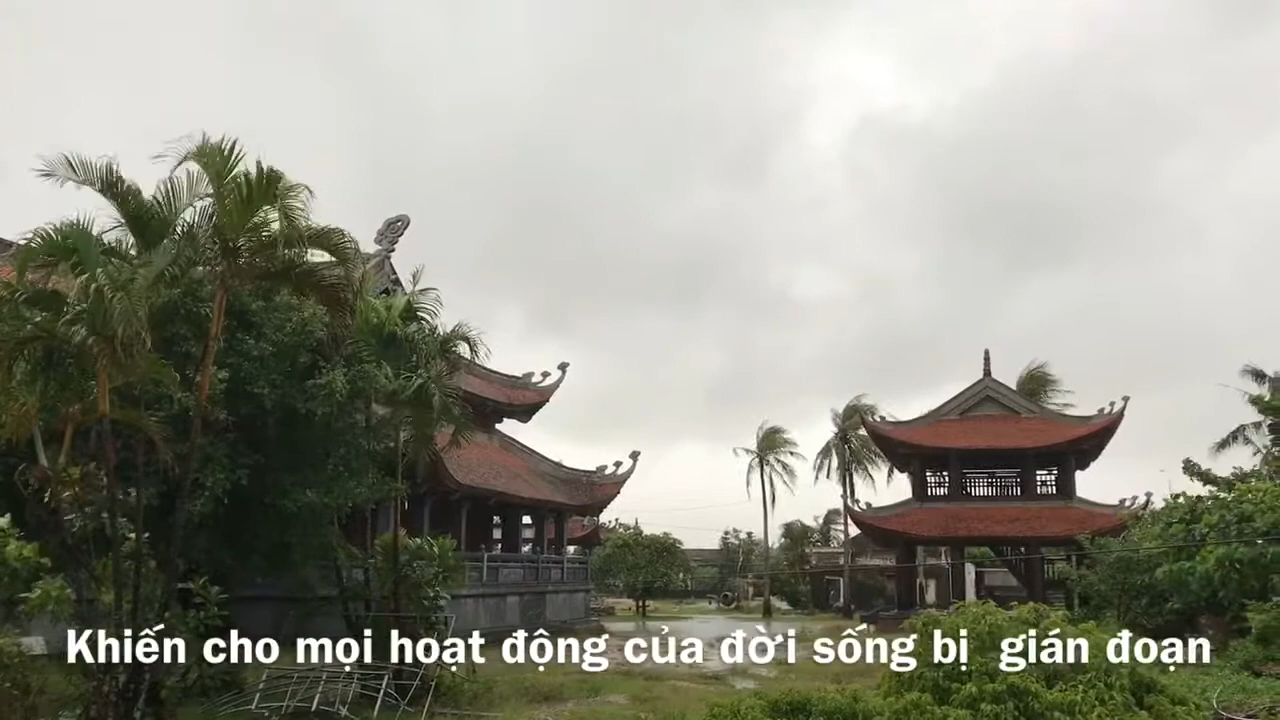 Khiến cho mọi hoạt động của đời sống bị  gián đoạn